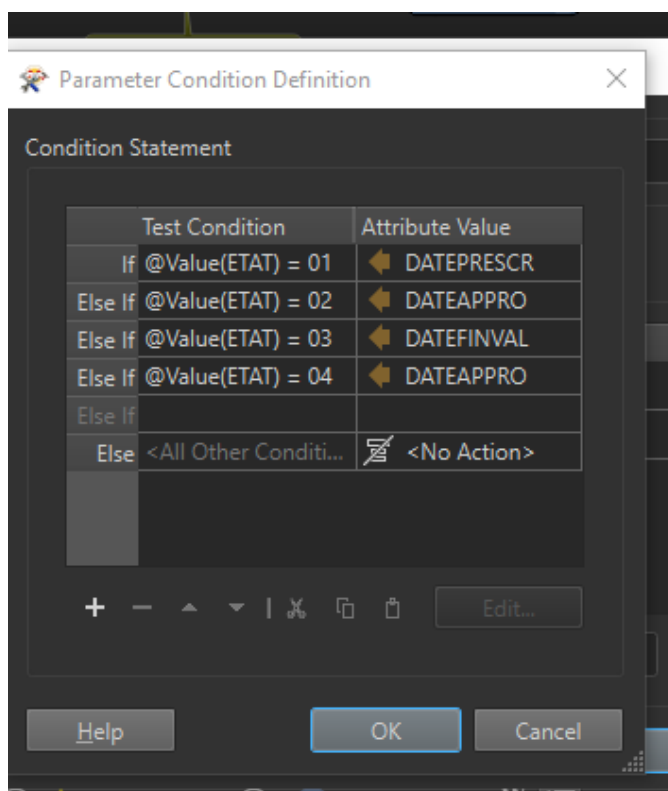 Parameter Condition Definition
Condition Statement
Test Condition Attribute Value
If @Value(ETAT) = 01 DATEPRESCR
Else If @Value(ETAT) = 02 DATEAPPRO
Else If @Value(ETAT) = 03 DATEFINVAL
Else If @Value(ETAT) = 04 DATEAPPRO
Else If
Else <All Other Conditi... <No Action>
Edit...
Help OK Cancel